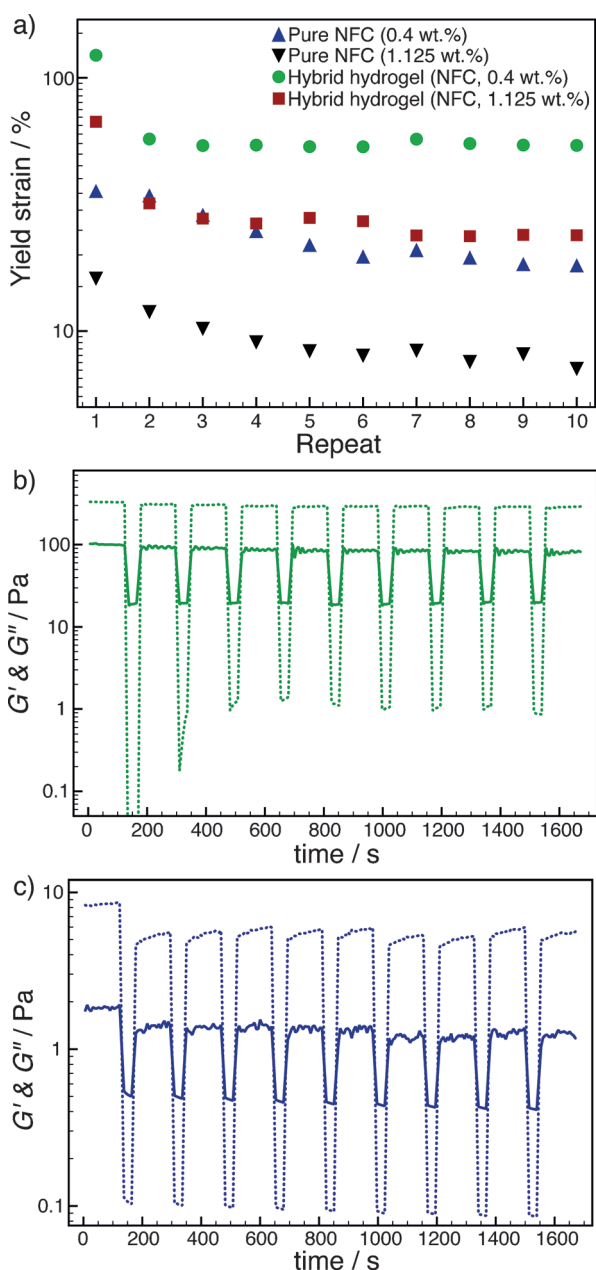 a)
Pure NFC (0.4 wt.%)
Pure NFC (1.125 wt.%)
Hybrid hydrogel (NFC, 0.4 wt.%)
Hybrid hydrogel (NFC, 1.125 wt.%)
Yield strain / %
100
10
1 2 3 4 5 6 7 8 9 10
Repeat
b)
G' & G'' / Pa
100
10
1
0.1
0 200 400 600 800 1000 1200 1400 1600
time / s
c)
G' & G'' / Pa
10
1
0.1
0 200 400 600 800 1000 1200 1400 1600
time / s